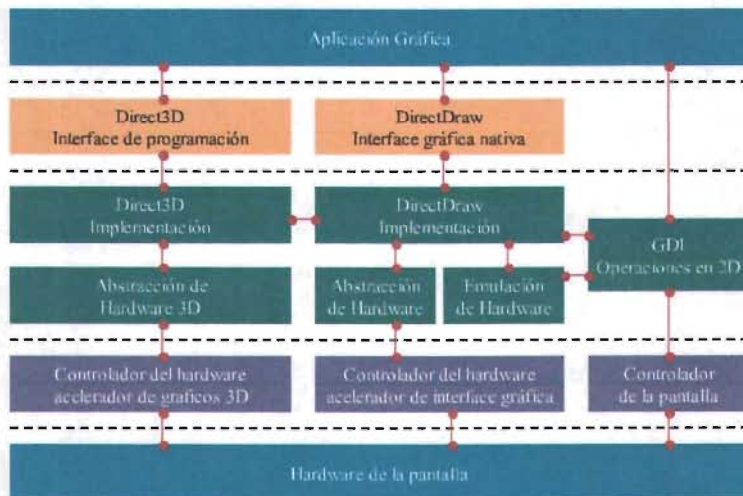 Aplicación Gráfica
Direct3D
Interface de programación
DirectDraw
Interface gráfica nativa
Direct3D
Implementación
DirectDraw
Implementación
GDI
Operaciones en 2D
Abstracción de
Hardware 3D
Abstracción
de Hardware
Emulación
de Hardware
Controlador del hardware
acelerador de graficos 3D
Controlador del hardware
acelerador de interface gráfica
Controlador
de la pantalla
Hardware de la pantalla